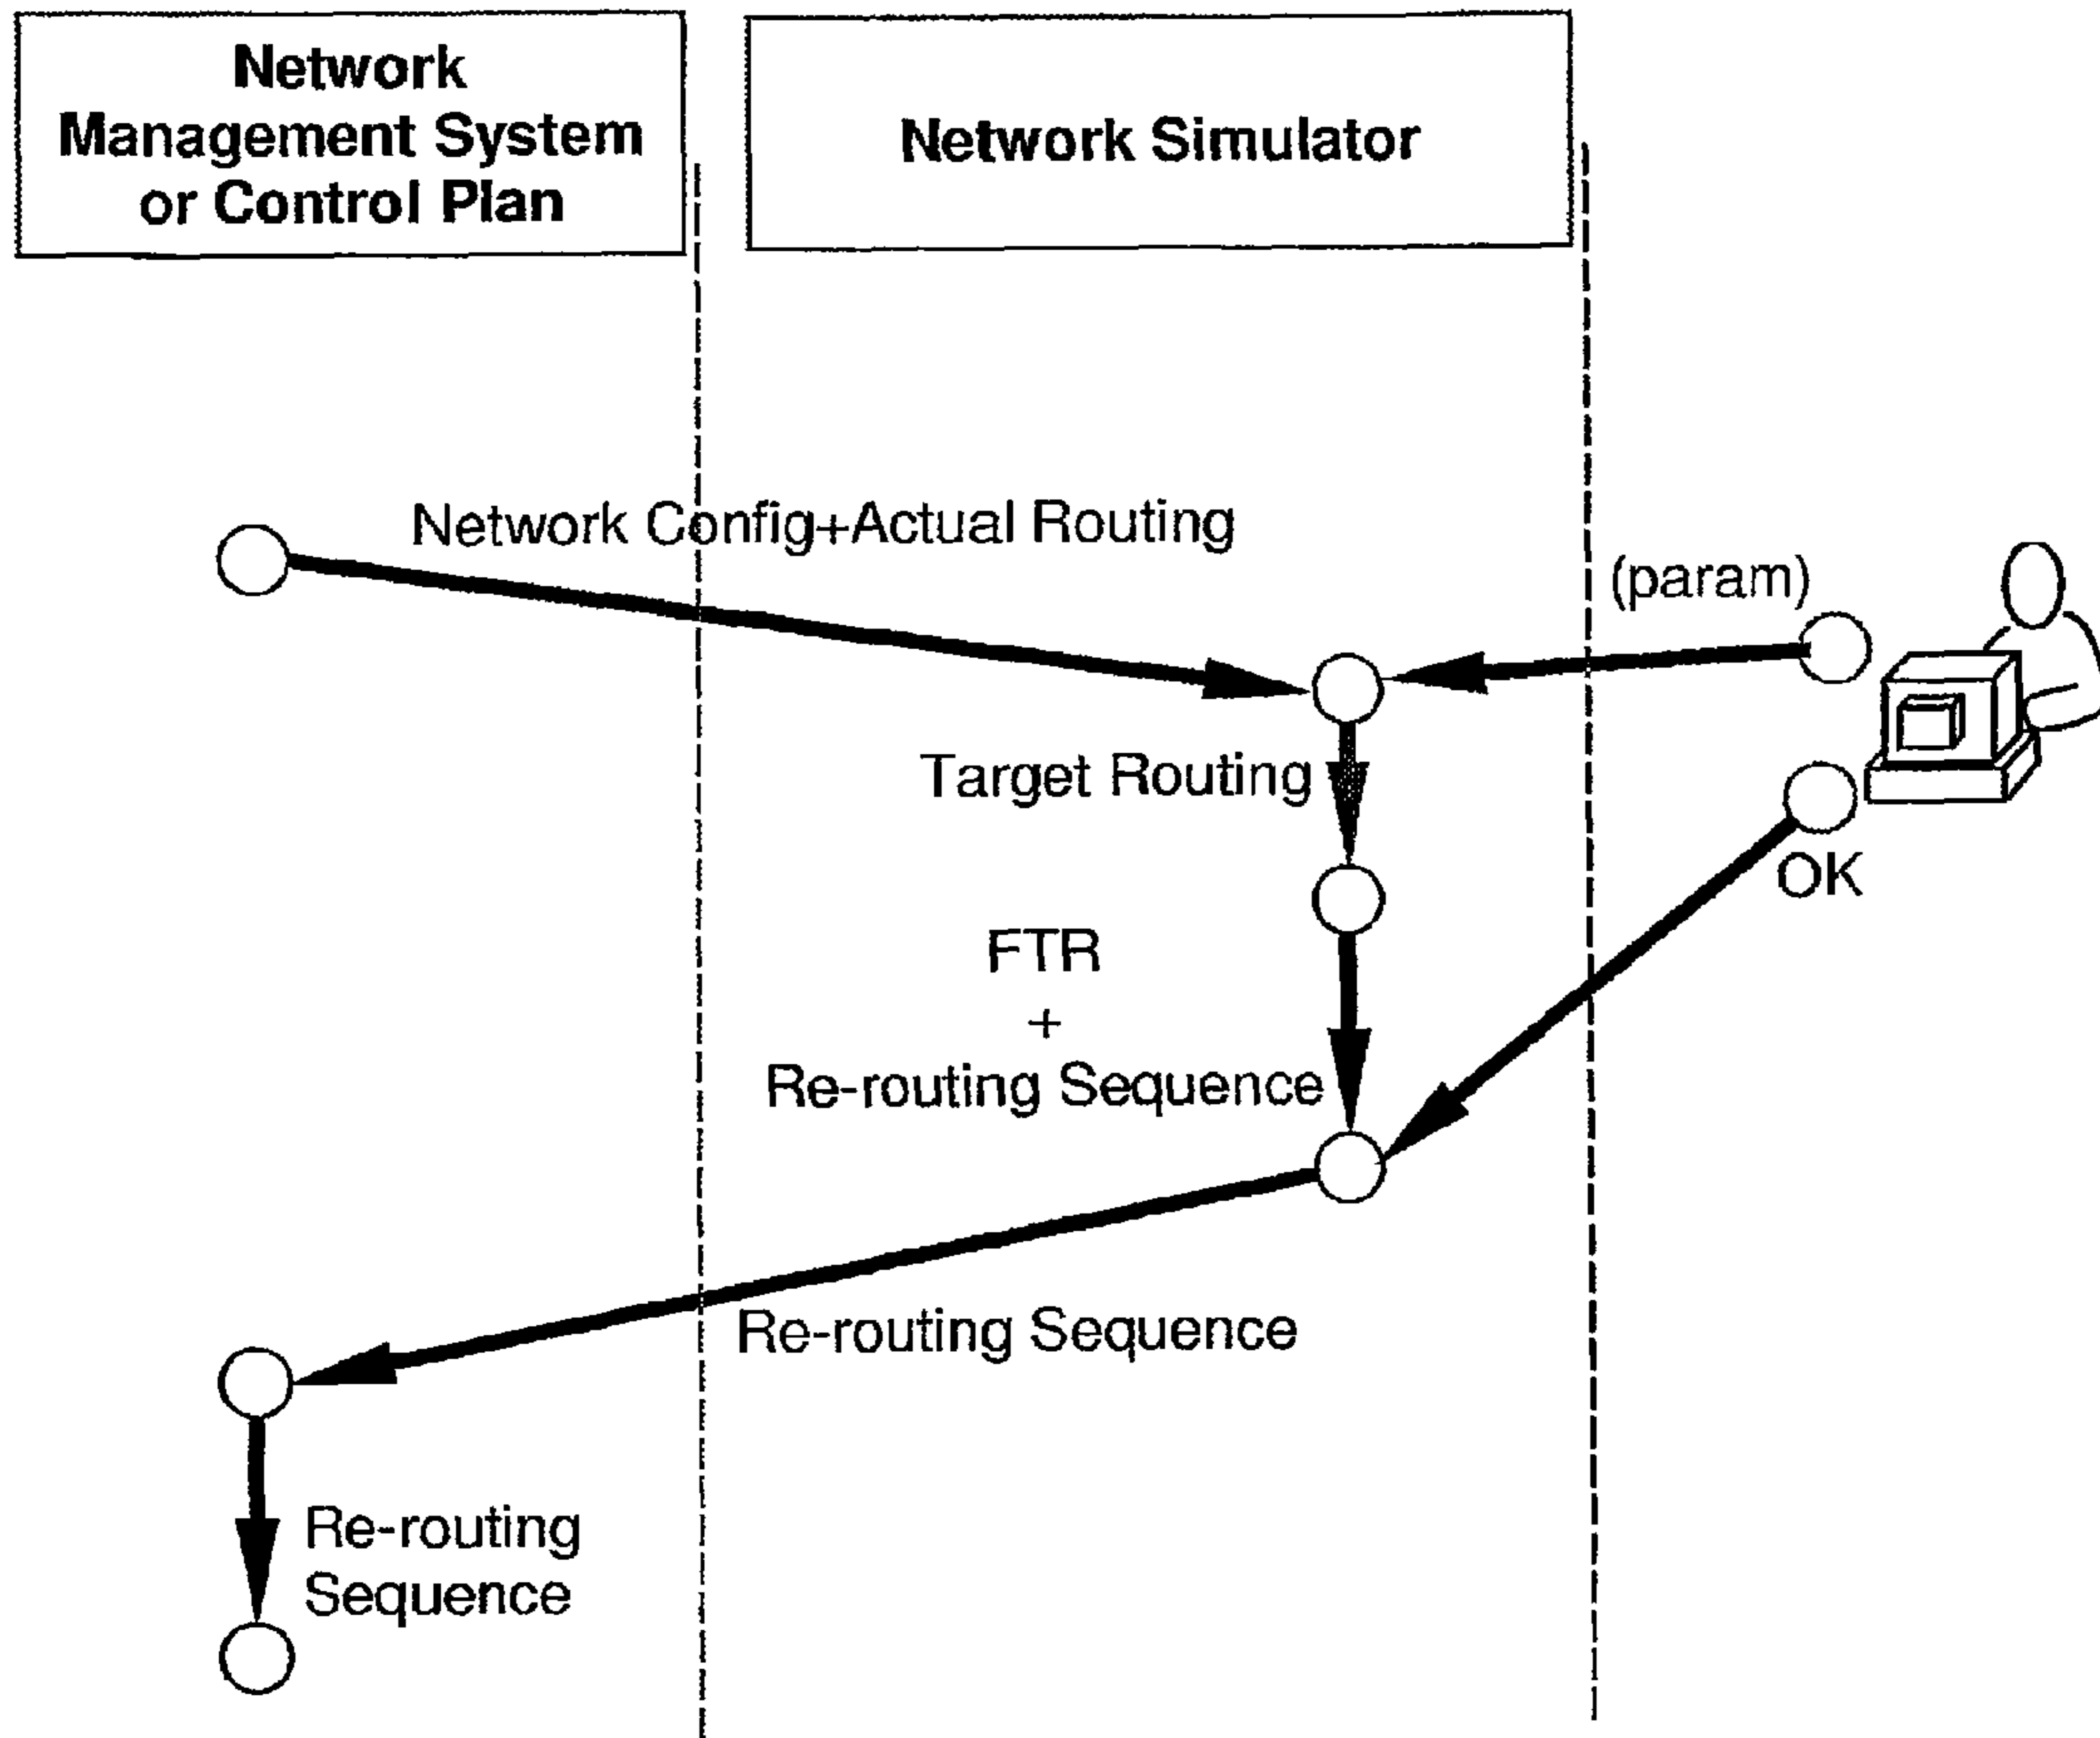 Network
Management System
or Control Plan
Network Simulator
Network Config+Actual Routing
(param)
Target Routing
OK
FTR
+
Re-routing Sequence
Re-routing Sequence
Re-routing
Sequence